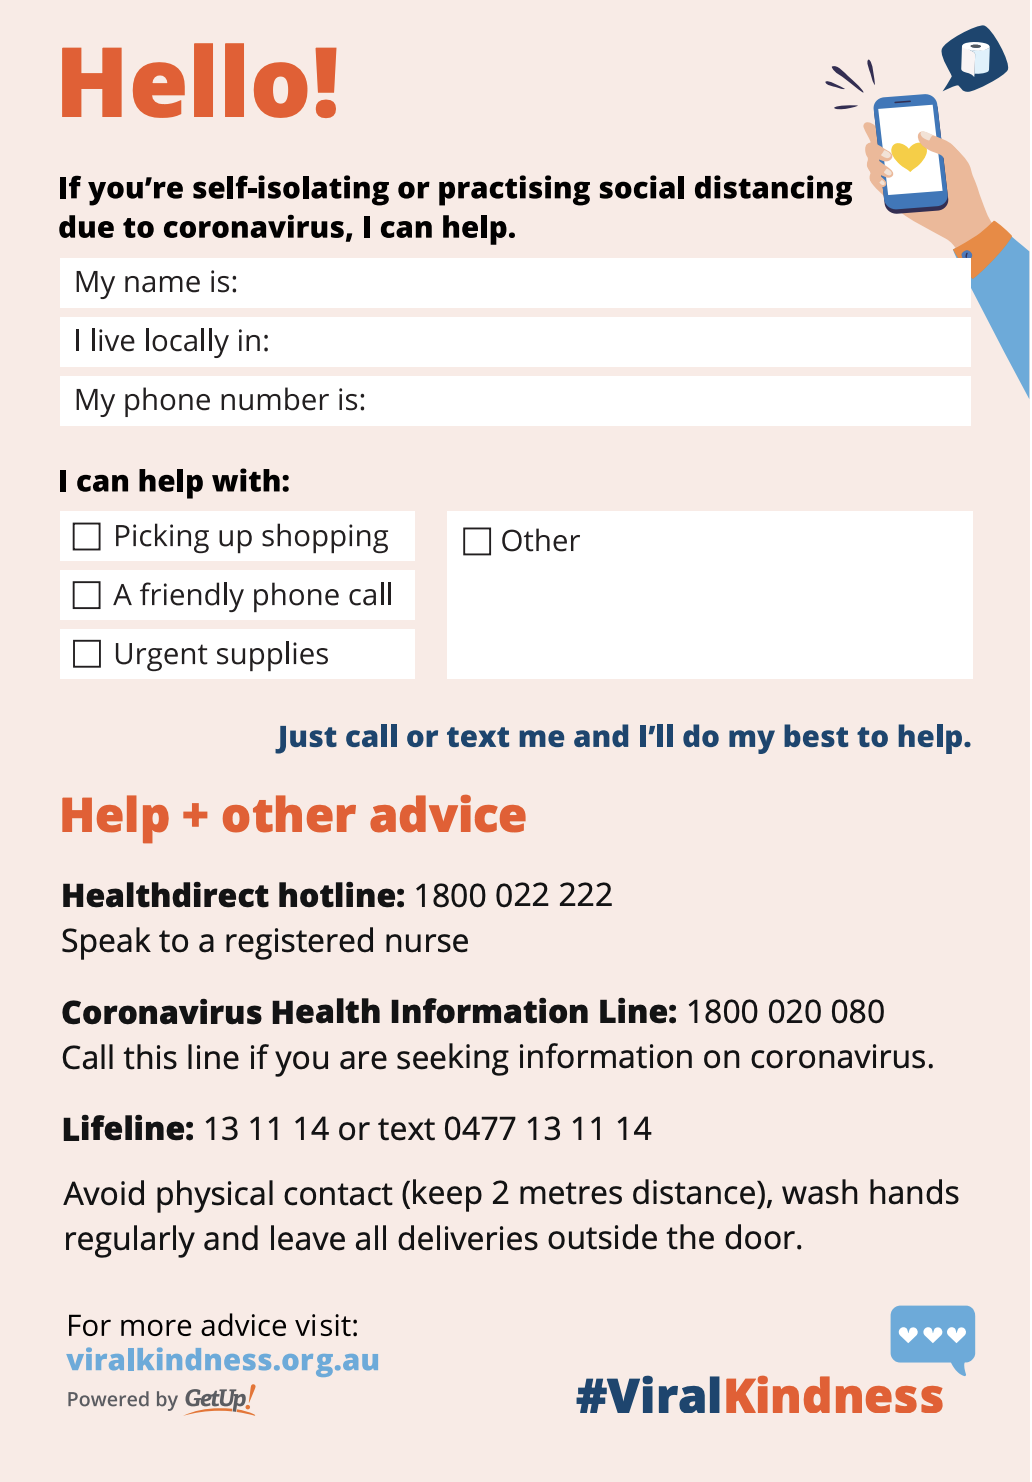 Hello!
If you’re self-isolating or practising social distancing
due to coronavirus, I can help.
My name is:
I live locally in:
My phone number is:
I can help with:
Picking up shopping
A friendly phone call
Urgent supplies
Other
Just call or text me and I’ll do my best to help.
Help + other advice
Healthdirect hotline: 1800 022 222
Speak to a registered nurse
Coronavirus Health Information Line: 1800 020 080
Call this line if you are seeking information on coronavirus.
Lifeline: 13 11 14 or text 0477 13 11 14
Avoid physical contact (keep 2 metres distance), wash hands
regularly and leave all deliveries outside the door.
For more advice visit:
viralkindness.org.au
Powered by GetUp!
#ViralKindness